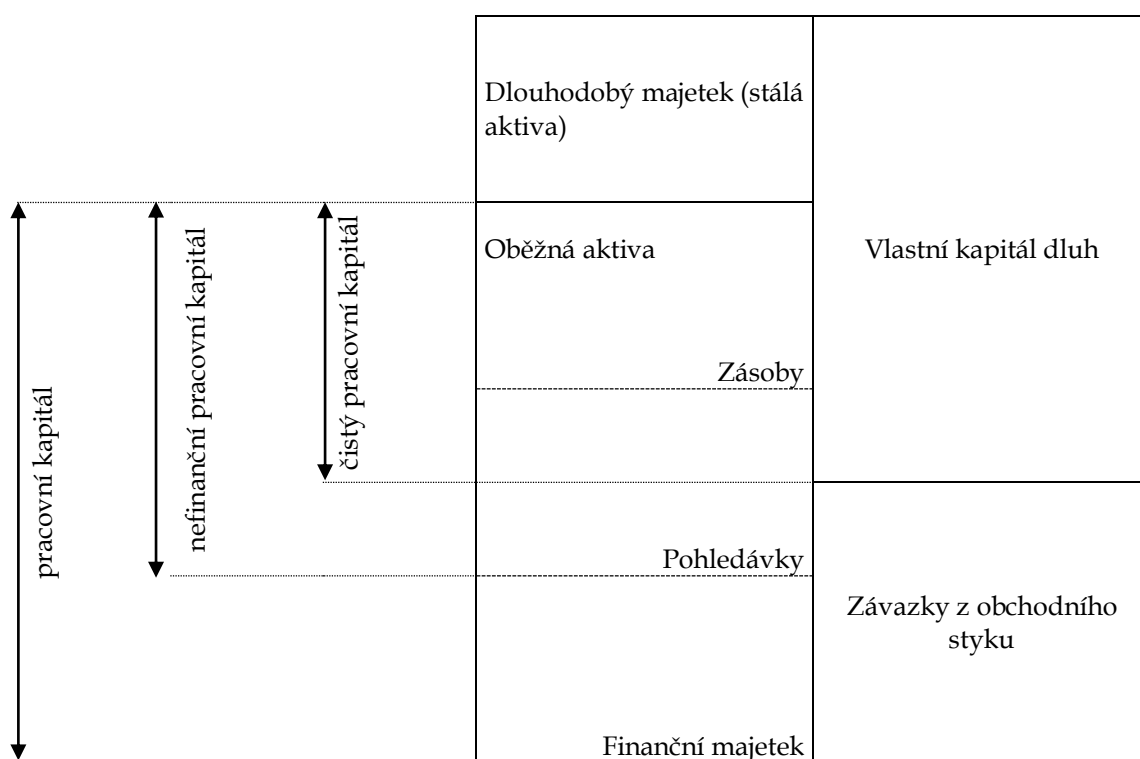 Dlouhodobý majetek (stálá
aktiva)
Oběžná aktiva
Vlastní kapitál dluh
Zásoby
Pohledávky
Závazky z obchodního
styku
Finanční majetek
pracovní kapitál
nefinanční pracovní kapitál
čistý pracovní kapitál